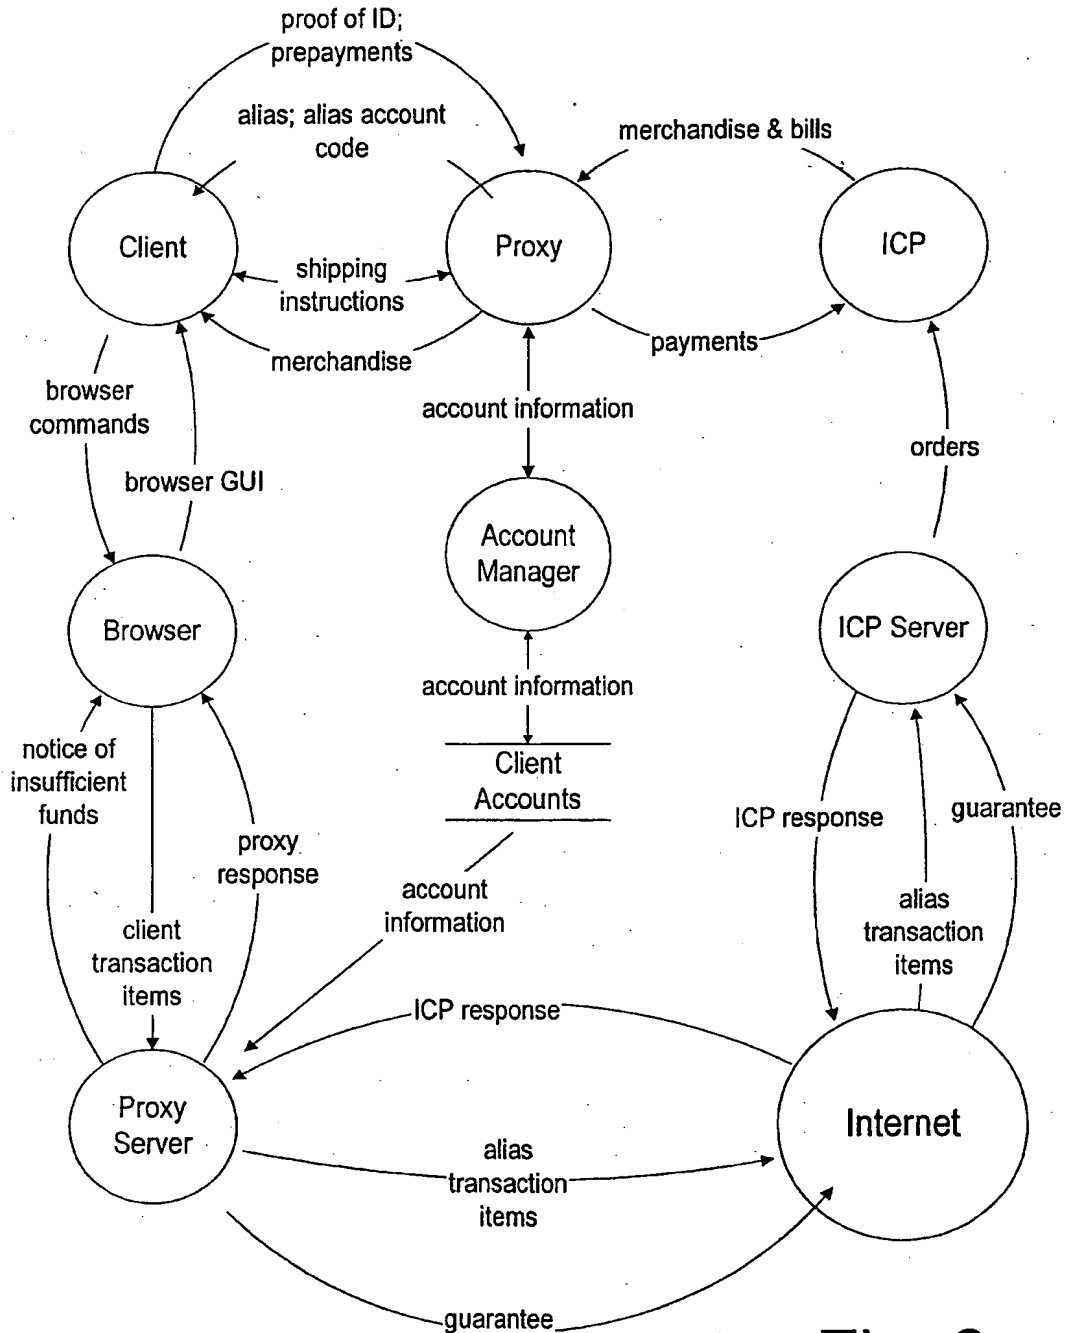 proof of ID;
prepayments
alias; alias account
code
merchandise & bills
Client
Proxy
ICP
shipping
instructions
merchandise
payments
browser
commands
account information
orders
browser GUI
Account
Manager
Browser
ICP Server
account information
notice of
insufficient
funds
Client
Accounts
ICP response
guarantee
proxy
response
account
information
alias
transaction
items
client
transaction
items
ICP response
Proxy
Server
Internet
alias
transaction
items
guarantee